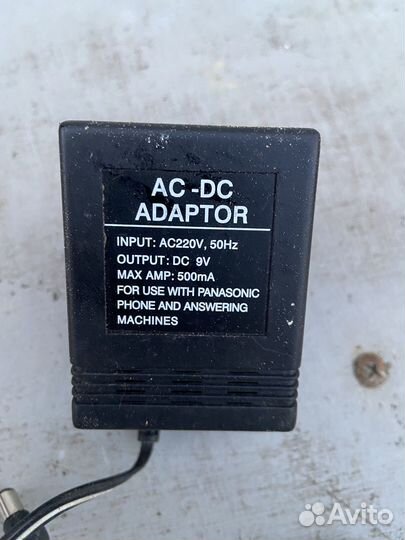 AC -DC
ADAPTOR
INPUT: AC220V, 50Hz
OUTPUT: DC 9V
MAX AMP: 500mA
FOR USE WITH PANASONIC
PHONE AND ANSWERING
MACHINES
Avito